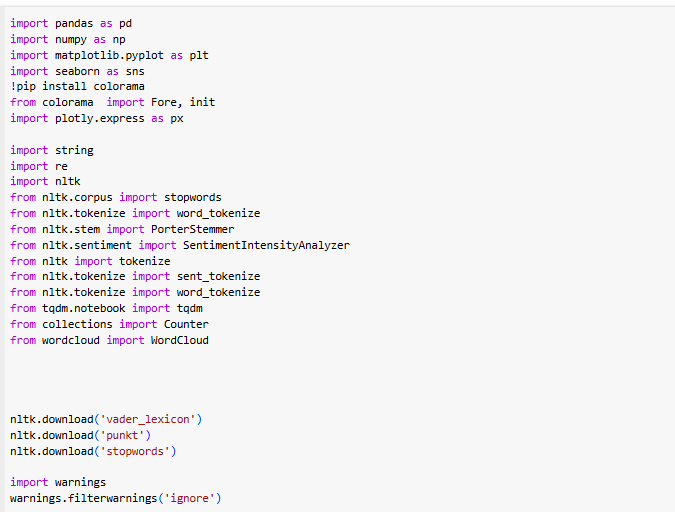 import pandas as pd
import numpy as np
import matplotlib.pyplot as plt
import seaborn as sns
!pip install colorama
from colorama  import Fore, init
import plotly.express as px
import string
import re
import nltk
from nltk.corpus import stopwords
from nltk.tokenize import word_tokenize
from nltk.stem import PorterStemmer
from nltk.sentiment import SentimentIntensityAnalyzer
from nltk import tokenize
from nltk.tokenize import sent_tokenize
from nltk.tokenize import word_tokenize
from tqdm.notebook import tqdm
from collections import Counter
from wordcloud import WordCloud
nltk.download('vader_lexicon')
nltk.download('punkt')
nltk.download('stopwords')
import warnings
warnings.filterwarnings('ignore')